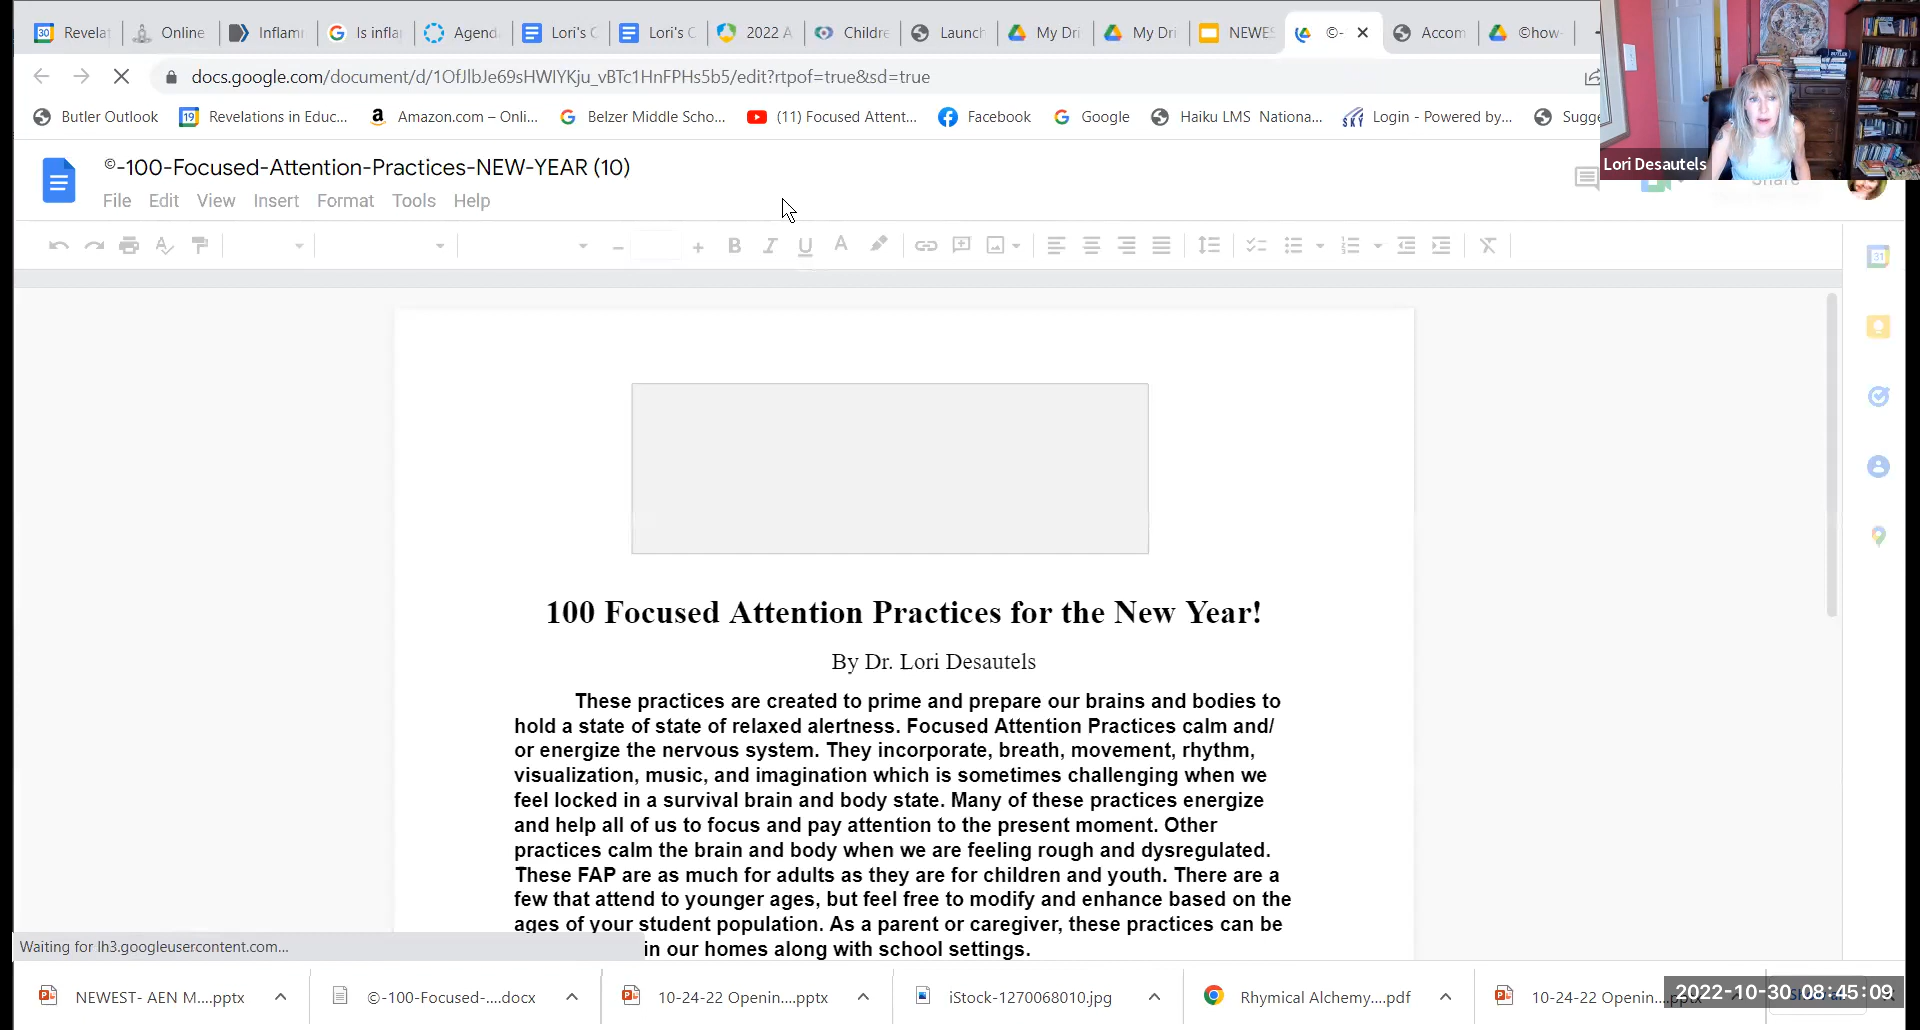 Revelat
Online
Inflamr
Is infla
Agend
Lori's C
Lori's C
2022 A
Childre
Launch
My Dri
My Dri
NEWES
©-
Accom
©how-
docs.google.com/document/d/1OfJlbJe69sHWlYKju_vBTc1HnFPHs5b5/edit?rtpof=true&sd=true
Butler Outlook
Revelations in Educ...
Amazon.com – Onli...
Belzer Middle Scho...
(11) Focused Attent...
Facebook
Google
Haiku LMS Nationa...
Login - Powered by...
Sugge
Lori Desautels
©-100-Focused-Attention-Practices-NEW-YEAR (10)
Share
File Edit View Insert Format Tools Help
100 Focused Attention Practices for the New Year!
By Dr. Lori Desautels
These practices are created to prime and prepare our brains and bodies to
hold a state of state of relaxed alertness. Focused Attention Practices calm and/
or energize the nervous system. They incorporate, breath, movement, rhythm,
visualization, music, and imagination which is sometimes challenging when we
feel locked in a survival brain and body state. Many of these practices energize
and help all of us to focus and pay attention to the present moment. Other
practices calm the brain and body when we are feeling rough and dysregulated.
These FAP are as much for adults as they are for children and youth. There are a
few that attend to younger ages, but feel free to modify and enhance based on the
ages of your student population. As a parent or caregiver, these practices can be
in our homes along with school settings.
Waiting for lh3.googleusercontent.com...
NEWEST- AEN M....pptx
©-100-Focused-....docx
10-24-22 Openin....pptx
iStock-1270068010.jpg
Rhymical Alchemy....pdf
10-24-22 Openin....pptx
2022-10-30 08:45:09